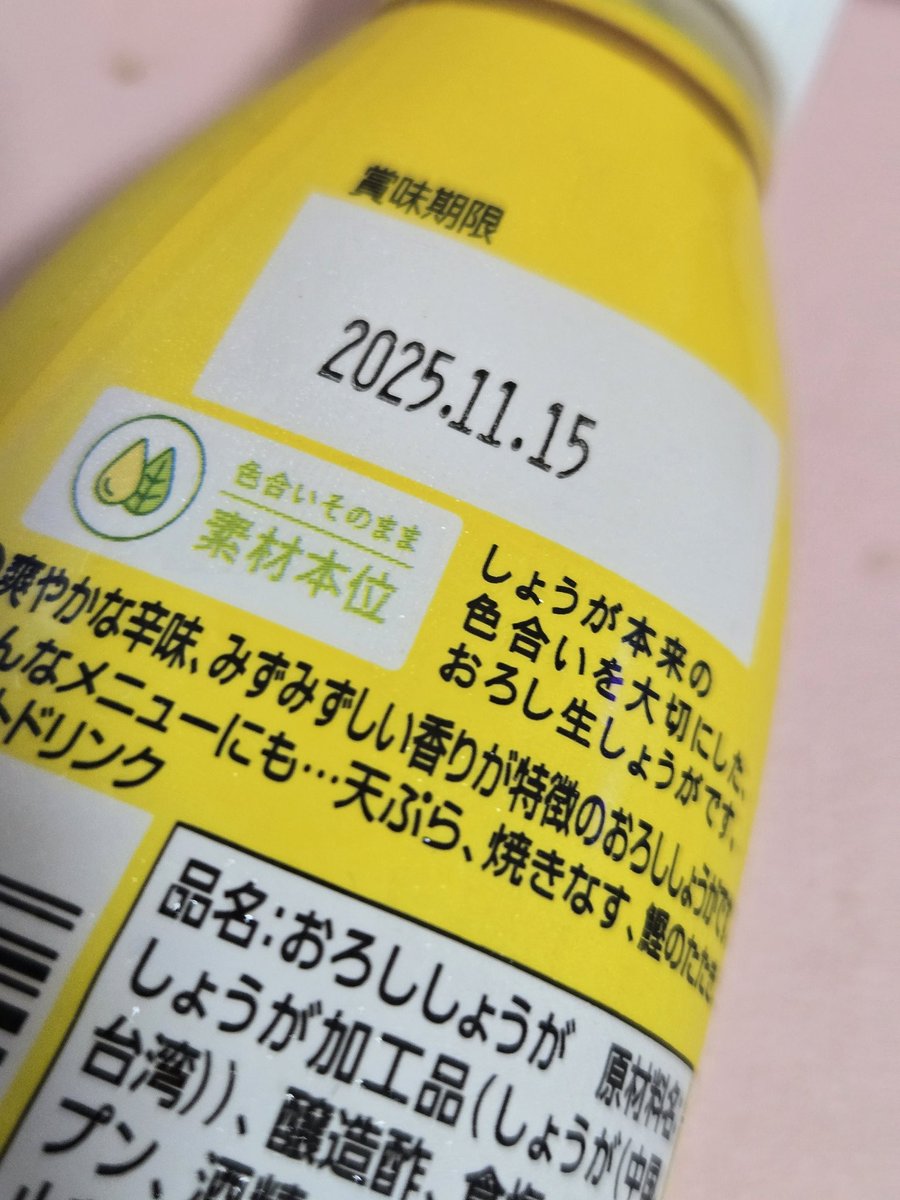 賞味期限
2025.11.15
色合いそのまま
素材本位
しょうが本来の
色合いを大切にした、
おろし生しょうがです。
爽やかな辛味、みずみずしい香りが特徴のおろししょうがです
んなメニューにも…天ぷら、焼きなす、鰹のたたき
トドリンク
品名:おろししょうが 原材料名:
しょうが加工品(しょうが(中国
台湾))、醸造酢、食塩
プン、酒精